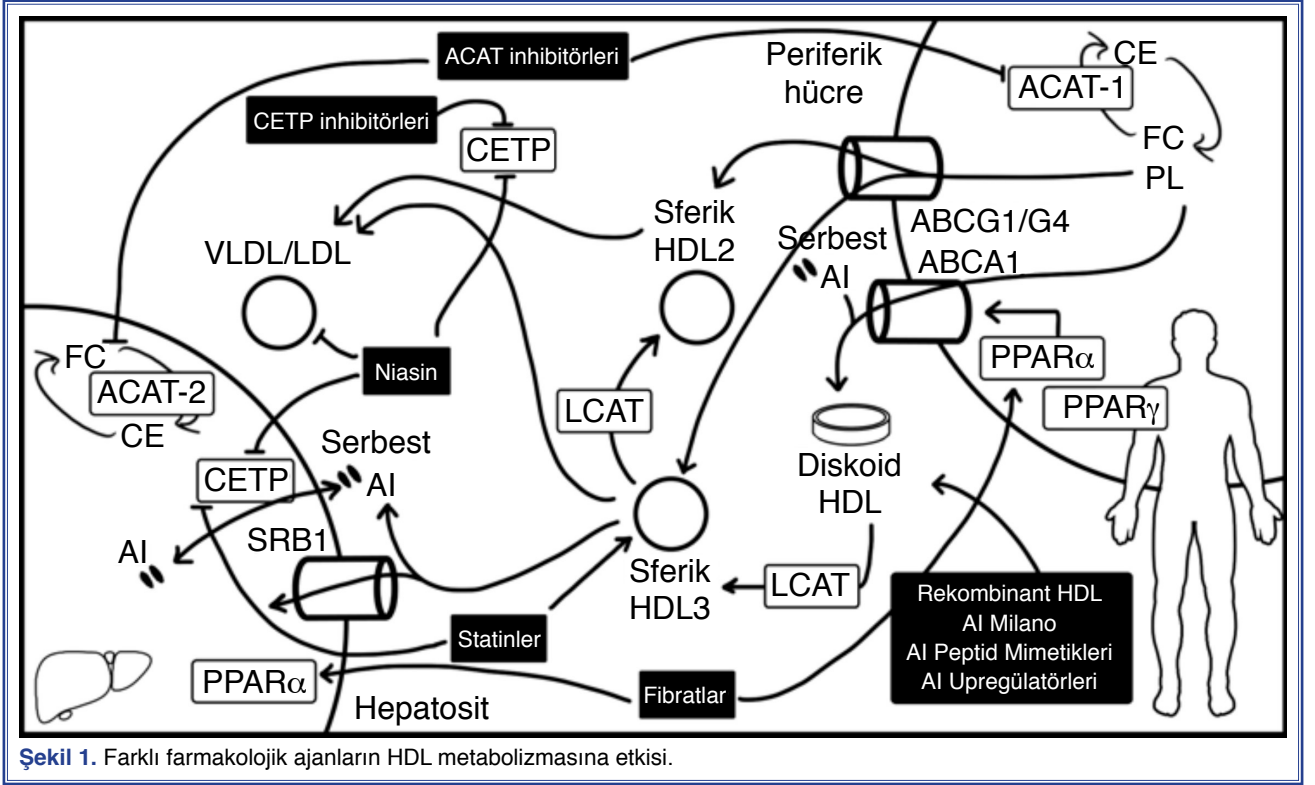 ACAT inhibitörleri
CETP inhibitörleri
CETP
Periferik
hücre
CE
ACAT-1
FC
PL
ABCG1/G4
ABCA1
Sferik
HDL2
Serbest
AI
VLDL/LDL
Niasin
FC
ACAT-2
CE
CETP
Serbest
AI
AI
SRB1
LCAT
PPARα
PPARγ
Diskoid
HDL
Sferik
HDL3
LCAT
Statinler
Rekombinant HDL
AI Milano
AI Peptid Mimetikleri
AI Upregülatörleri
PPARα
Hepatosit
Fibratlar
Şekil 1. Farklı farmakolojik ajanların HDL metabolizmasına etkisi.